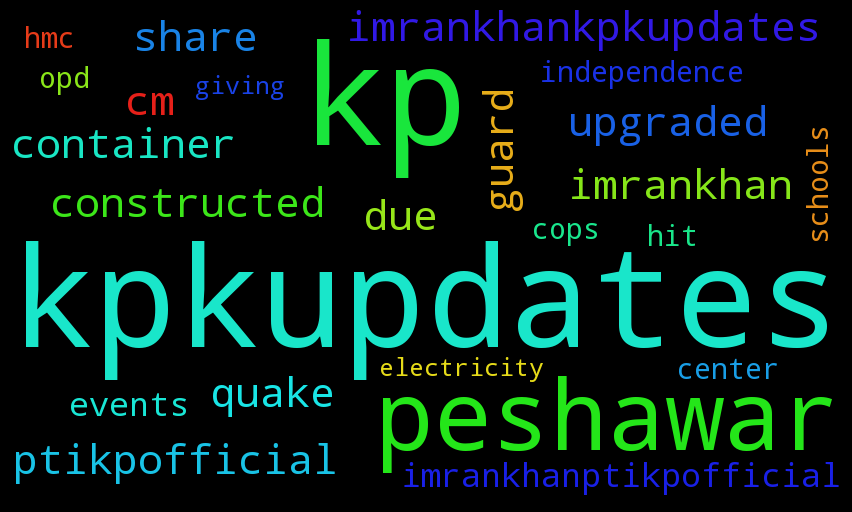 imrankhankpkupdates
hmc
share
kp
independence
opd
giving
cm
guard
upgraded
container
schools
imrankhan
constructed
due
cops
hit
kpkupdates
electricity
center
events
quake
peshawar
ptikpofficial
imrankhanptikpofficial